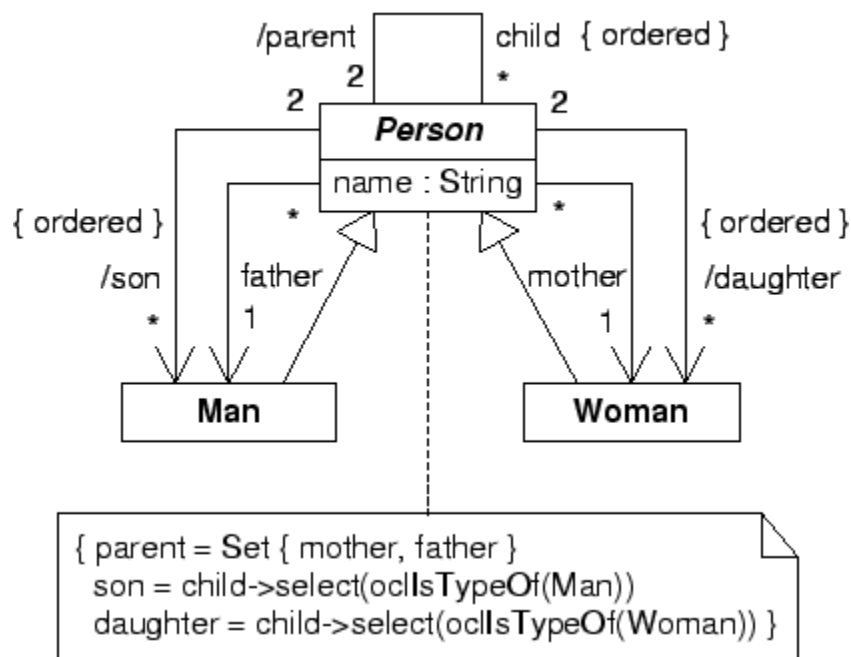 /parent
child { ordered }
2
*
2
Person
2
name : String
{ ordered }
*
*
{ ordered }
/son
father
mother
/daughter
*
1
1
*
Man
Woman
{ parent = Set { mother, father }
son = child->select(oclIsTypeOf(Man))
daughter = child->select(oclIsTypeOf(Woman)) }